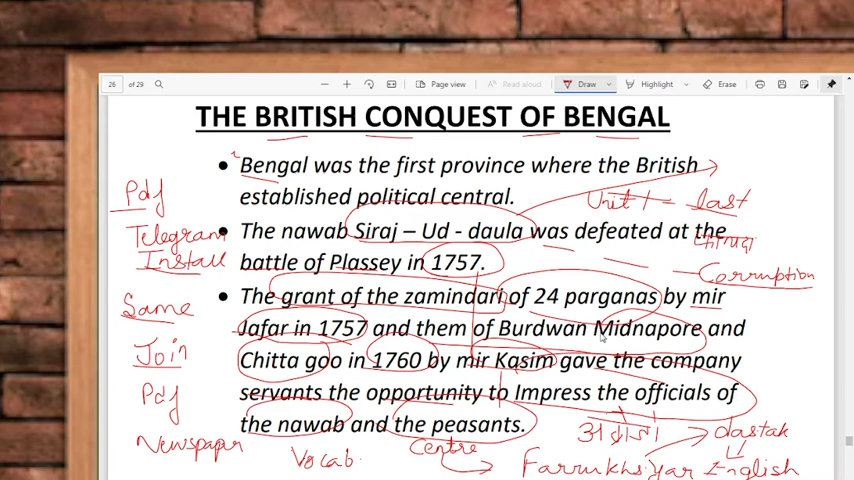 26 of 29 Page view Read aloud Draw Highlight Erase
THE BRITISH CONQUEST OF BENGAL
• Bengal was the first province where the British
established political central.
• The nawab Siraj – Ud - daula was defeated at the
battle of Plassey in 1757.
• The grant of the zamindari of 24 parganas by mir
Jafar in 1757 and them of Burdwan Midnapore and
Chitta goo in 1760 by mir Kasim gave the company
servants the opportunity to Impress the officials of
the nawab and the peasants.
Pdf
Telegram
Install
Same
Join
Pdf
Newspaper
Vocab.
Centre
Unit 1 - last
Corruption
dastak
Farrukhsiyar English